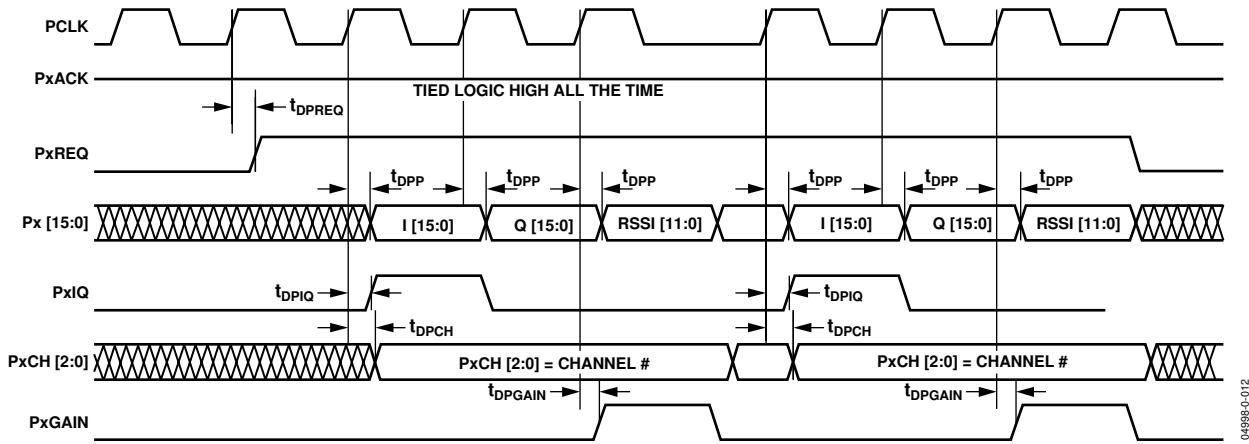 PCLK
PxACK
TIED LOGIC HIGH ALL THE TIME
tDPREQ
PxREQ
tDPP tDPP tDPP tDPP tDPP tDPP
Px [15:0] I [15:0] Q [15:0] RSSI [11:0] I [15:0] Q [15:0] RSSI [11:0]
PxIQ
tDPIQ tDPIQ
tDPCH tDPCH
PxCH [2:0] PxCH [2:0] = CHANNEL # PxCH [2:0] = CHANNEL #
tDPGAIN tDPGAIN
PxGAIN
04998-0-012